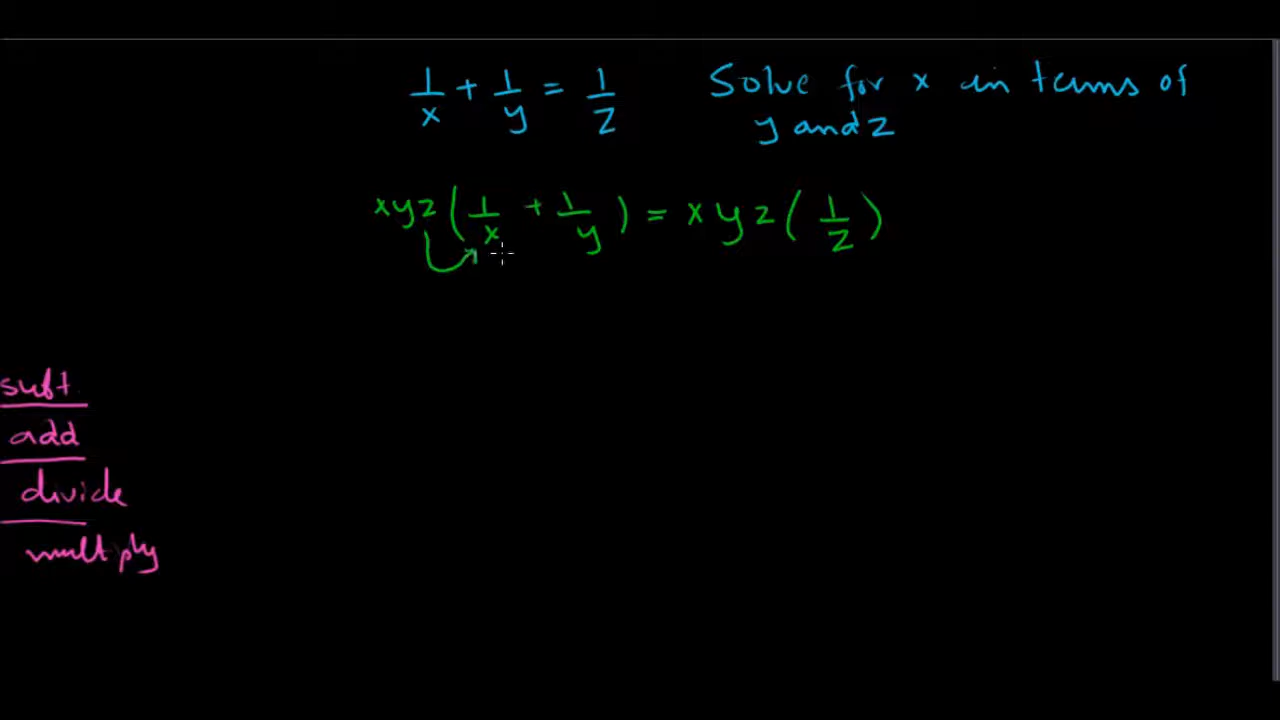 1/x + 1/y = 1/z Solve for x in terms of
y and z
xyz(1/x + 1/y) = xyz(1/z)
subt.
add
divide
multiply